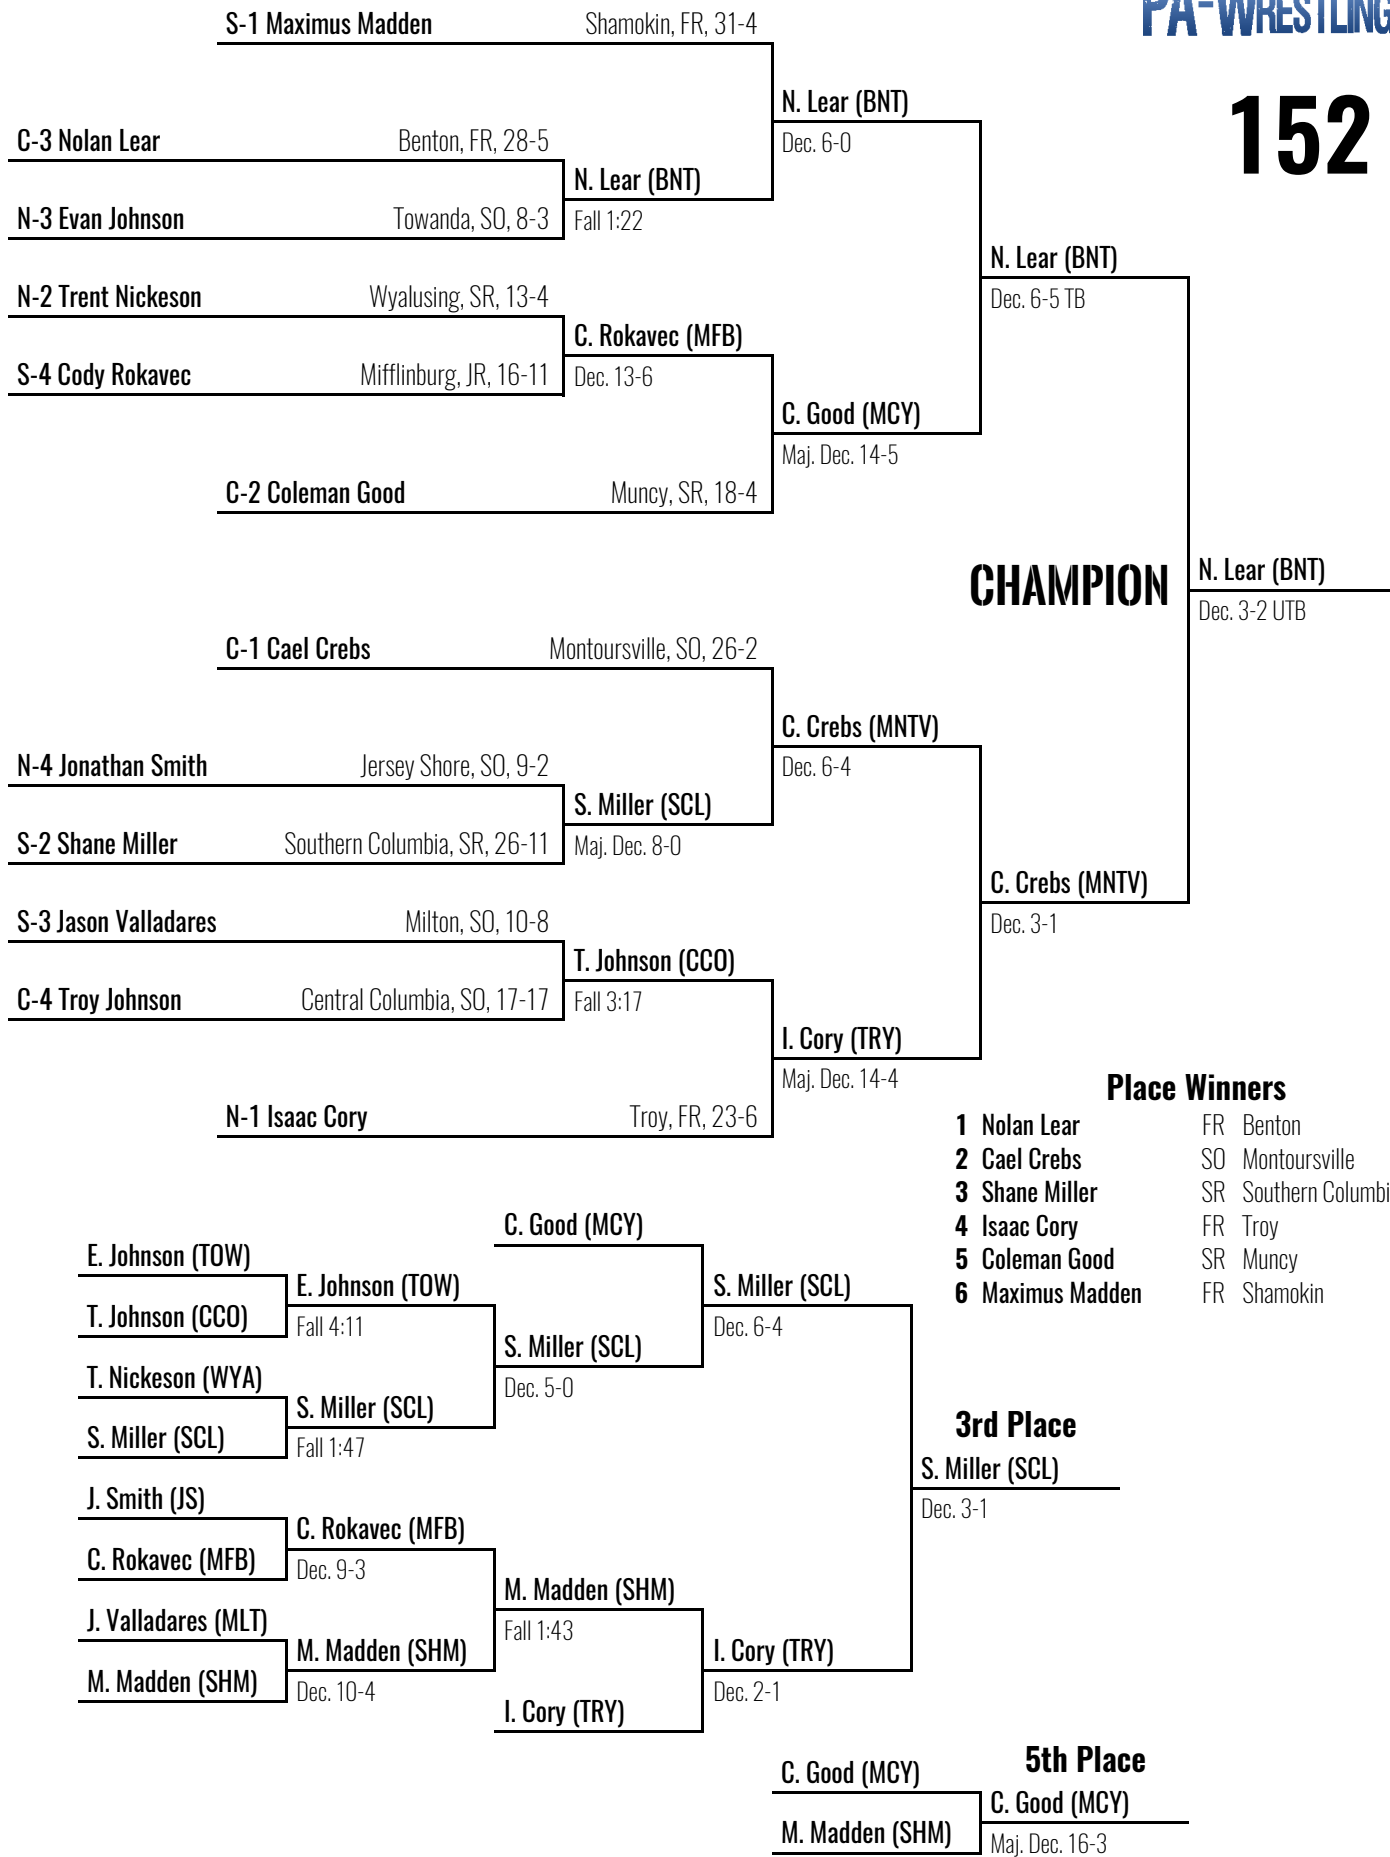 PA-WRESTLING
152
S-1 Maximus Madden Shamokin, FR, 31-4
N. Lear (BNT)
Dec. 6-0
C-3 Nolan Lear Benton, FR, 28-5
N. Lear (BNT)
Fall 1:22
N-3 Evan Johnson Towanda, SO, 8-3
N. Lear (BNT)
Dec. 6-5 TB
N-2 Trent Nickeson Wyalusing, SR, 13-4
C. Rokavec (MFB)
Dec. 13-6
S-4 Cody Rokavec Mifflinburg, JR, 16-11
C. Good (MCY)
Maj. Dec. 14-5
C-2 Coleman Good Muncy, SR, 18-4
CHAMPION
N. Lear (BNT)
Dec. 3-2 UTB
C-1 Cael Crebs Montoursville, SO, 26-2
C. Crebs (MNTV)
Dec. 6-4
N-4 Jonathan Smith Jersey Shore, SO, 9-2
S. Miller (SCL)
Maj. Dec. 8-0
S-2 Shane Miller Southern Columbia, SR, 26-11
C. Crebs (MNTV)
Dec. 3-1
S-3 Jason Valladares Milton, SO, 10-8
T. Johnson (CCO)
Fall 3:17
C-4 Troy Johnson Central Columbia, SO, 17-17
I. Cory (TRY)
Maj. Dec. 14-4
N-1 Isaac Cory Troy, FR, 23-6
Place Winners
1 Nolan Lear FR Benton
2 Cael Crebs SO Montoursville
3 Shane Miller SR Southern Columbi
4 Isaac Cory FR Troy
5 Coleman Good SR Muncy
6 Maximus Madden FR Shamokin
C. Good (MCY)
E. Johnson (TOW)
E. Johnson (TOW)
Fall 4:11
T. Johnson (CCO)
S. Miller (SCL)
Dec. 6-4
S. Miller (SCL)
Dec. 5-0
T. Nickeson (WYA)
S. Miller (SCL)
Fall 1:47
S. Miller (SCL)
3rd Place
S. Miller (SCL)
Dec. 3-1
J. Smith (JS)
C. Rokavec (MFB)
Dec. 9-3
C. Rokavec (MFB)
M. Madden (SHM)
Fall 1:43
J. Valladares (MLT)
M. Madden (SHM)
Dec. 10-4
M. Madden (SHM)
I. Cory (TRY)
Dec. 2-1
I. Cory (TRY)
5th Place
C. Good (MCY)
C. Good (MCY)
Maj. Dec. 16-3
M. Madden (SHM)